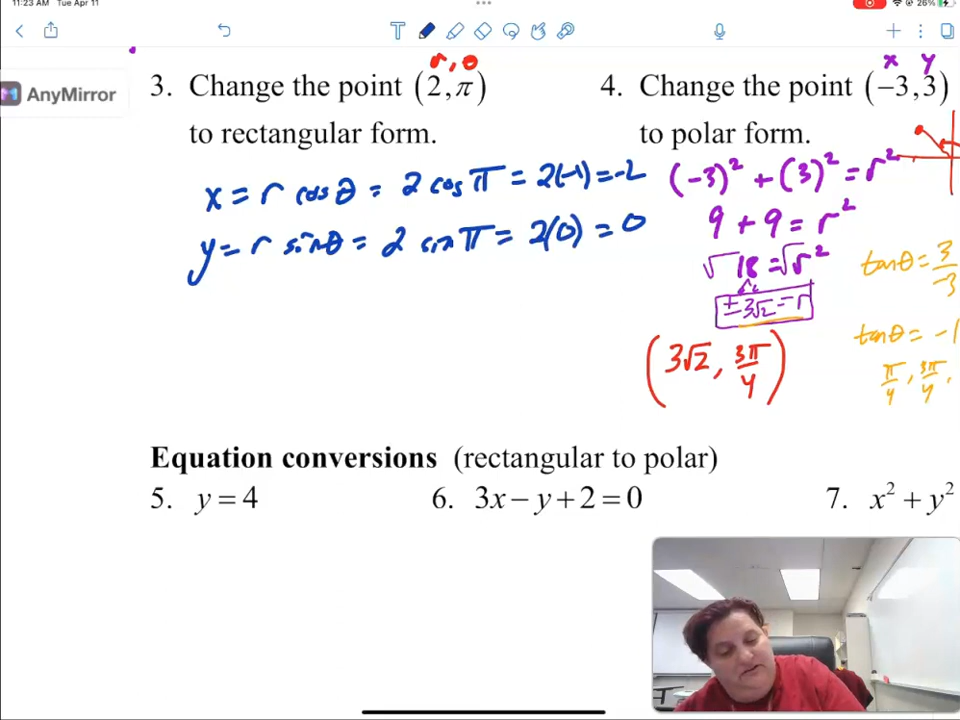 11:23 AM Tue Apr 11
26%
AnyMirror
3. Change the point (2, π)
r, θ
to rectangular form.
x = r cos θ = 2 cos π = 2(-1) = -2
y = r sin θ = 2 sin π = 2(0) = 0
4. Change the point (−3, 3)
x y
to polar form.
(-3)² + (3)² = r²
9 + 9 = r²
√18 = √r²
±3√2 = r
(3√2, 3π/4)
tan θ = 3/-3
tan θ = -1
π/4, 3π/4,
Equation conversions (rectangular to polar)
5. y = 4
6. 3x − y + 2 = 0
7. x² + y²